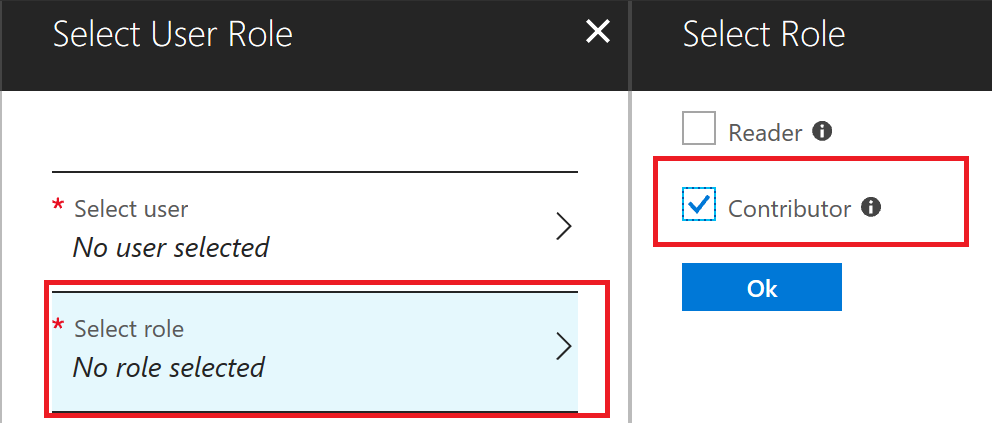 Select User Role
* Select user
No user selected
* Select role
No role selected
Select Role
Reader
Contributor
Ok